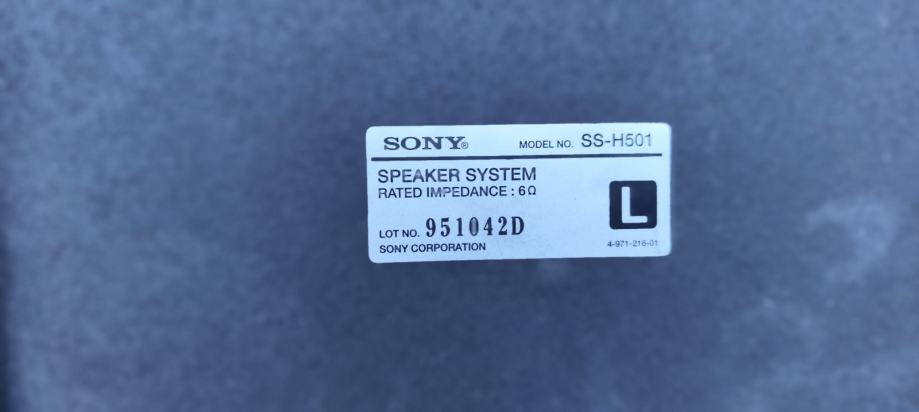 SONY®
MODEL NO. SS-H501
SPEAKER SYSTEM
RATED IMPEDANCE : 6Ω
L
LOT NO. 951042D
SONY CORPORATION
4-971-216-01